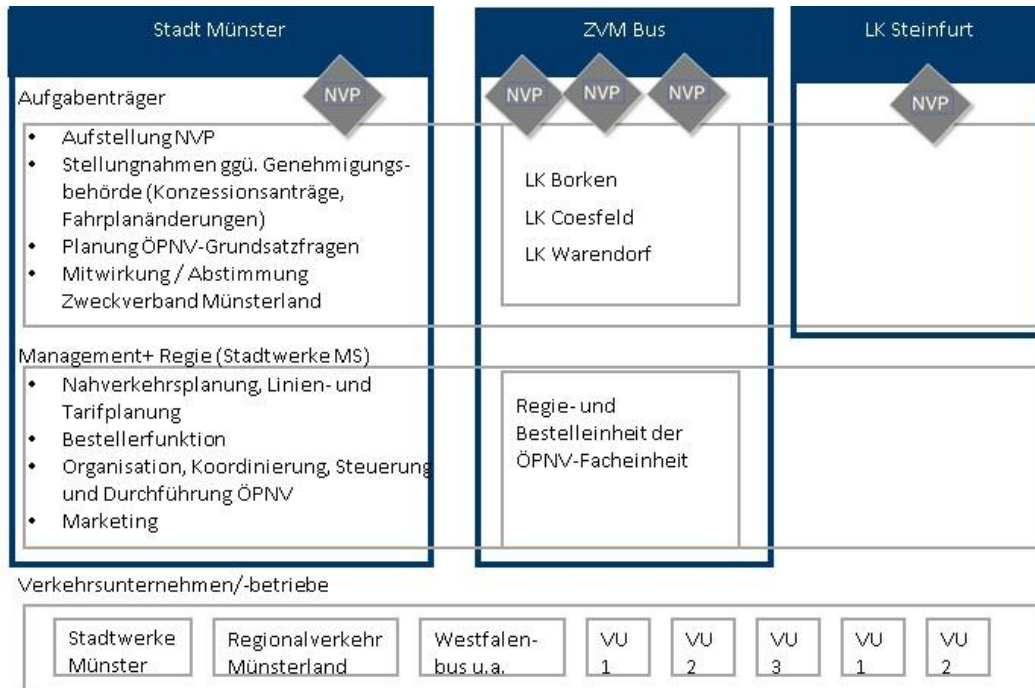 Stadt Münster
ZVM Bus
LK Steinfurt
NVP
NVP
NVP
NVP
NVP
Aufgabenträger
• Aufstellung NVP
• Stellungnahmen ggü. Genehmigungs-
behörde (Konzessionsanträge,
Fahrplanänderungen)
• Planung ÖPNV-Grundsatzfragen
• Mitwirkung / Abstimmung
Zweckverband Münsterland
LK Borken
LK Coesfeld
LK Warendorf
Management+ Regie (Stadtwerke MS)
• Nahverkehrsplanung, Linien- und
Tarifplanung
• Bestellerfunktion
• Organisation, Koordinierung, Steuerung
und Durchführung ÖPNV
• Marketing
Regie- und
Bestelleinheit der
ÖPNV-Facheinheit
Verkehrsunternehmen/-betriebe
Stadtwerke
Münster
Regionalverkehr
Münsterland
Westfalen-
bus u.a.
VU
1
VU
2
VU
3
VU
1
VU
2